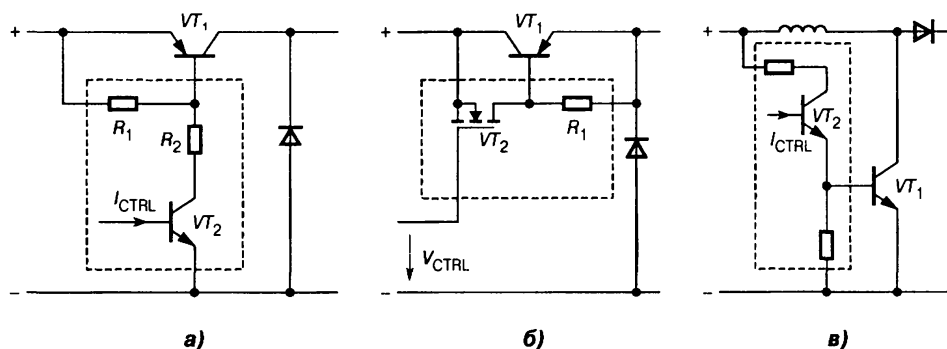 VT1
+
R1
R2
ICTRL
VT2
–
а)
VT1
+
R1
VT2
VCTRL
–
б)
+
VT2
ICTRL
VT1
–
в)